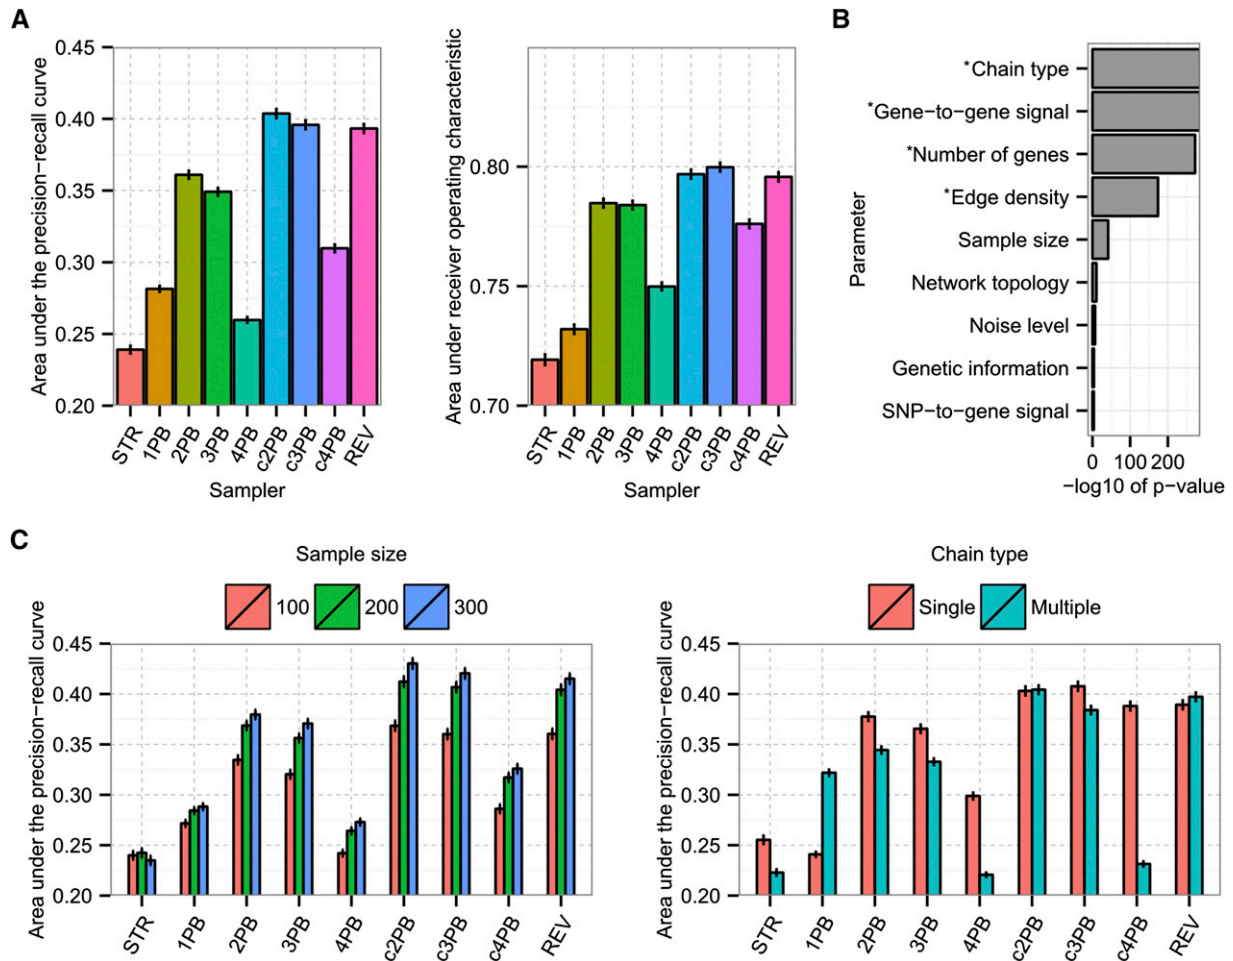 A
Area under the precision−recall curve
0.45
0.40
0.35
0.30
0.25
0.20
STR
1PB
2PB
3PB
4PB
c2PB
c3PB
c4PB
REV
Sampler
Area under receiver operating characteristic
0.80
0.75
0.70
STR
1PB
2PB
3PB
4PB
c2PB
c3PB
c4PB
REV
Sampler
B
Parameter
*Chain type
*Gene−to−gene signal
*Number of genes
*Edge density
Sample size
Network topology
Noise level
Genetic information
SNP−to−gene signal
0 100 200
−log10 of p−value
C
Sample size
100 200 300
Area under the precision−recall curve
0.45
0.40
0.35
0.30
0.25
0.20
STR
1PB
2PB
3PB
4PB
c2PB
c3PB
c4PB
REV
Chain type
Single Multiple
Area under the precision−recall curve
0.45
0.40
0.35
0.30
0.25
0.20
STR
1PB
2PB
3PB
4PB
c2PB
c3PB
c4PB
REV